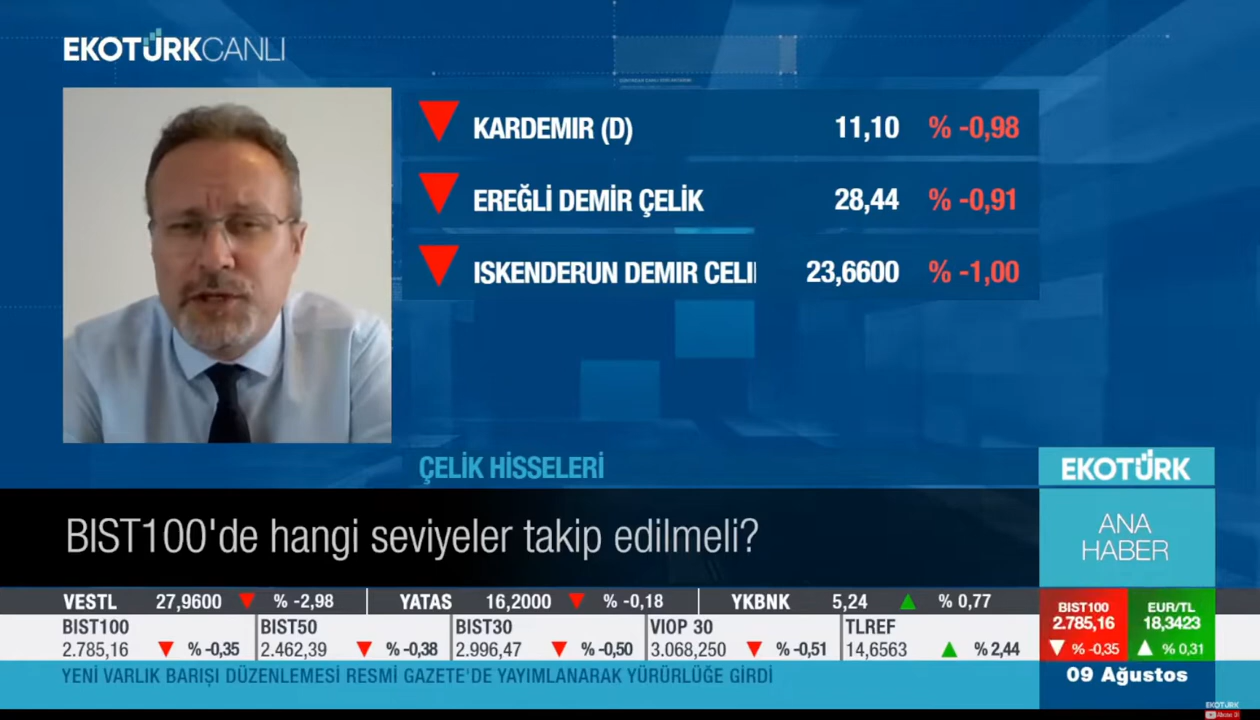 EKOTÜRK CANLI
KARDEMIR (D) 11,10 % -0,98
EREĞLİ DEMİR ÇELİK 28,44 % -0,91
ISKENDERUN DEMIR CELI 23,6600 % -1,00
ÇELİK HİSSELERİ
EKOTÜRK
BIST100'de hangi seviyeler takip edilmeli?
ANA
HABER
VESTL 27,9600 % -2,98 YATAS 16,2000 % -0,18 YKBNK 5,24 % 0,77
BIST100 BIST50 BIST30 VIOP 30 TLREF
2.785,16 % -0,35 2.462,39 % -0,38 2.996,47 % -0,50 3.068,250 % -0,51 14,6563 % 2,44
BIST100 EUR/TL
2.785,16 18,3423
% -0,35 % 0,31
YENİ VARLIK BARIŞI DÜZENLEMESİ RESMİ GAZETE'DE YAYIMLANARAK YÜRÜRLÜĞE GİRDİ
09 Ağustos
EKOTÜRK